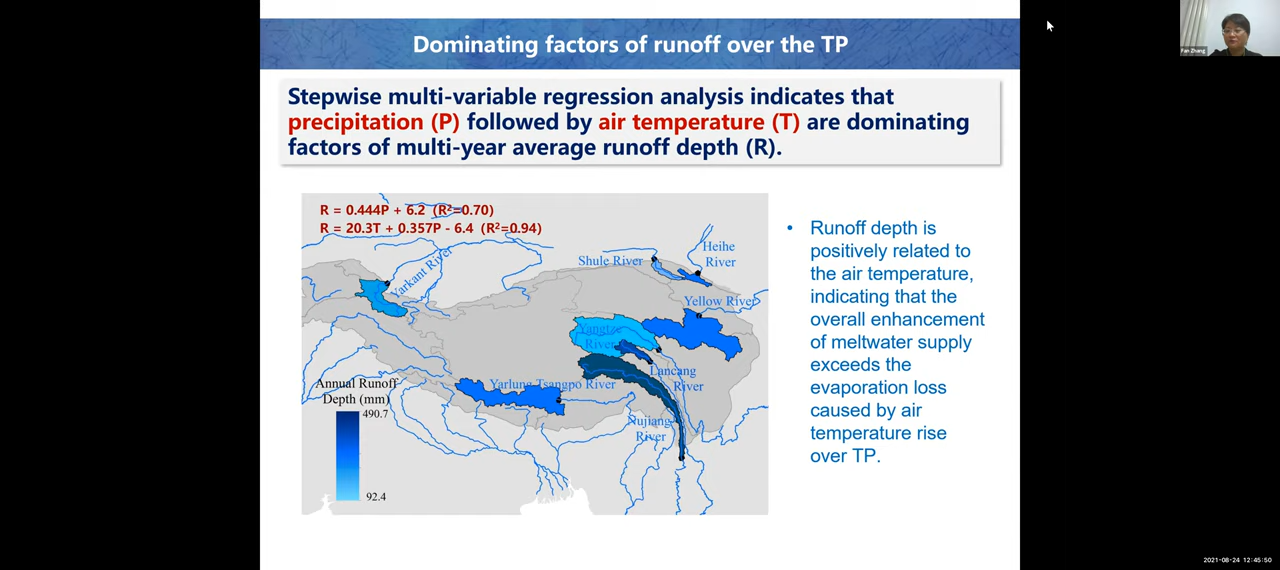 Dominating factors of runoff over the TP
Fan Zhang
Stepwise multi-variable regression analysis indicates that
precipitation (P) followed by air temperature (T) are dominating
factors of multi-year average runoff depth (R).
R = 0.444P + 6.2 (R²=0.70)
R = 20.3T + 0.357P - 6.4 (R²=0.94)
Yarkant River
Shule River
Heihe
River
Yellow River
Yangtze
River
Lancang
River
Yarlung Tsangpo River
Nujiang
River
Annual Runoff
Depth (mm)
490.7
92.4
• Runoff depth is
positively related to
the air temperature,
indicating that the
overall enhancement
of meltwater supply
exceeds the
evaporation loss
caused by air
temperature rise
over TP.
2021-08-24 12:45:50